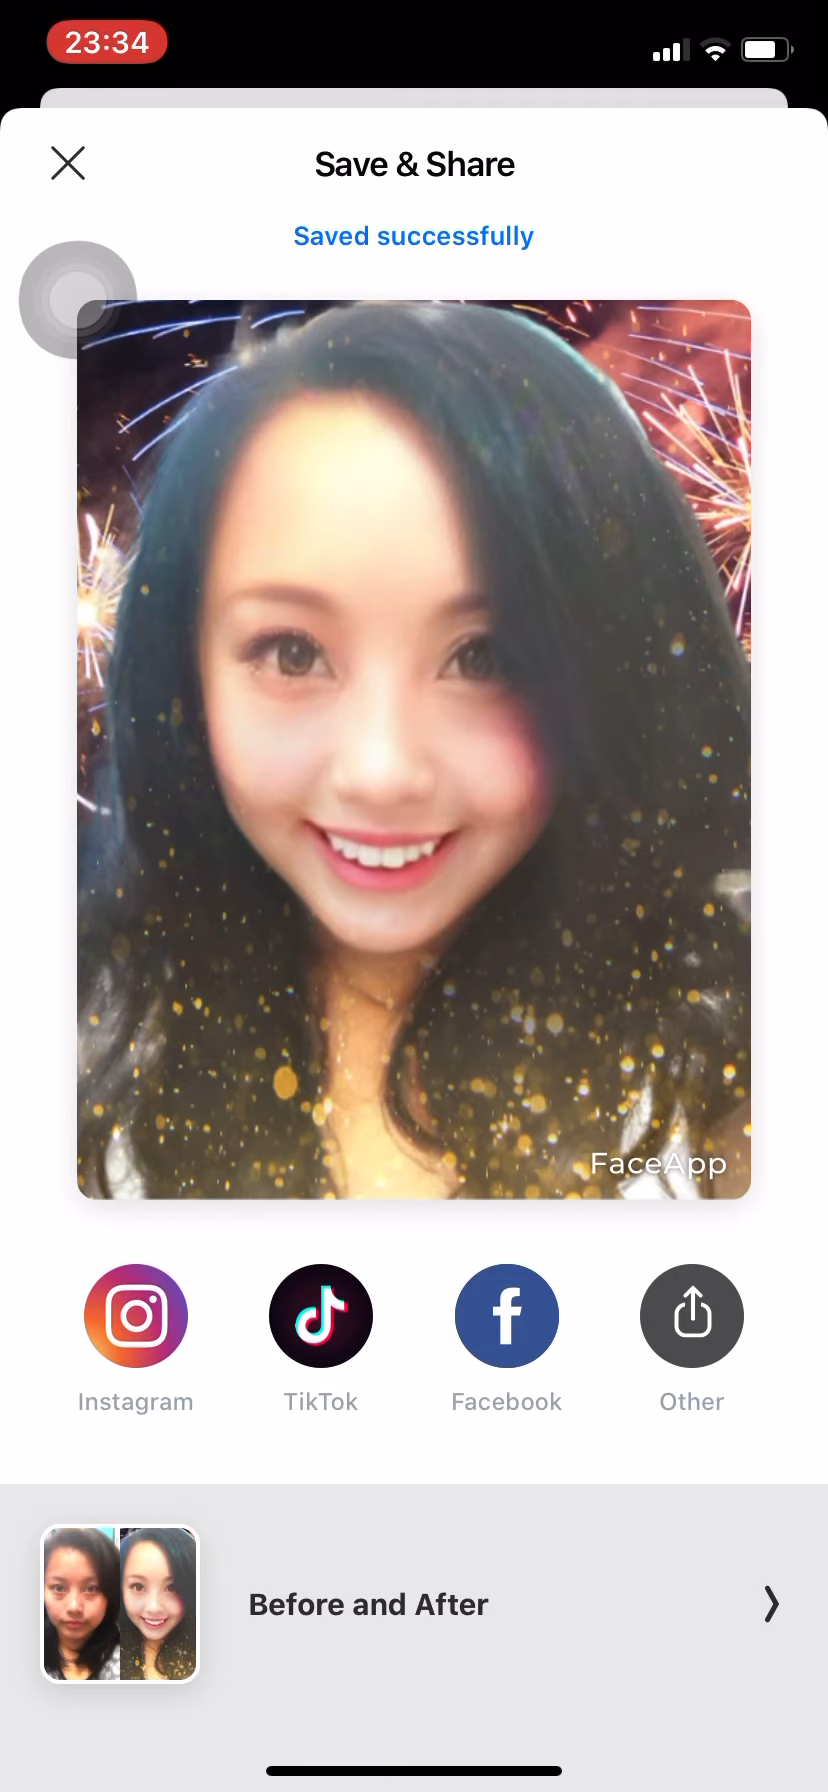 23:34
Save & Share
Saved successfully
FaceApp
Instagram
TikTok
Facebook
Other
Before and After